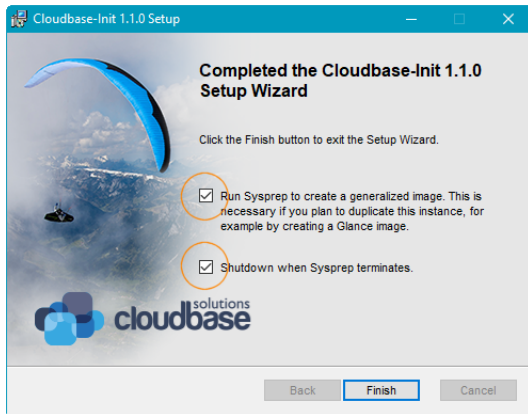 Cloudbase-Init 1.1.0 Setup
Completed the Cloudbase-Init 1.1.0
Setup Wizard
Click the Finish button to exit the Setup Wizard.
Run Sysprep to create a generalized image. This is
necessary if you plan to duplicate this instance, for
example by creating a Glance image.
Shutdown when Sysprep terminates.
solutions
cloudbase
Back
Finish
Cancel